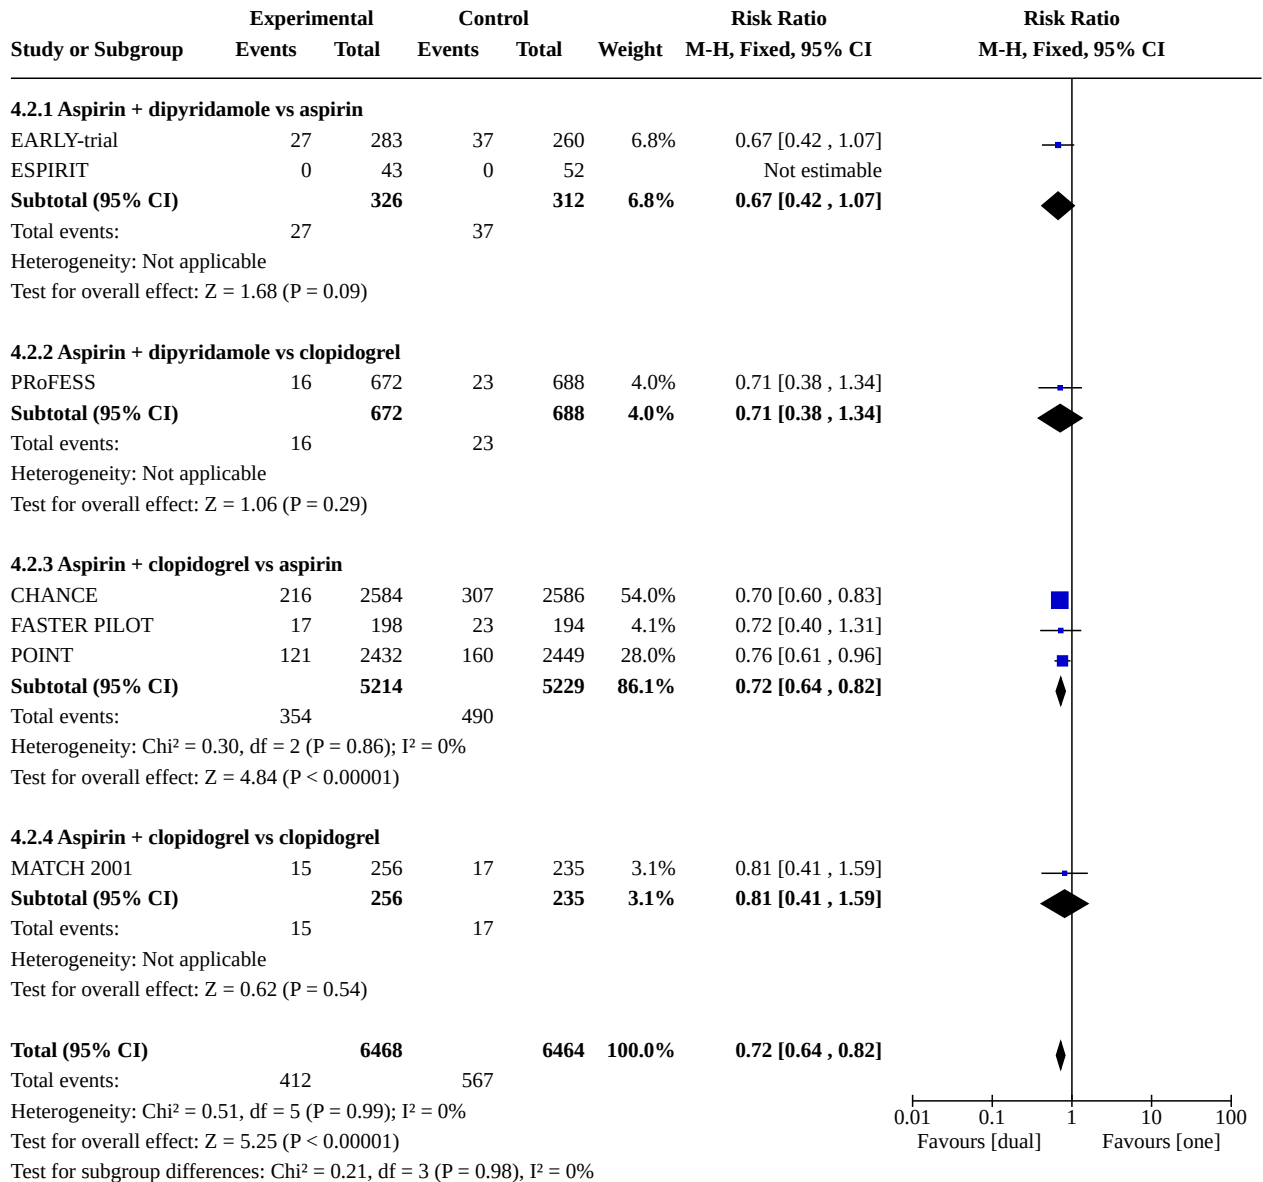 Experimental Control Risk Ratio Risk Ratio
Study or Subgroup Events Total Events Total Weight M-H, Fixed, 95% CI M-H, Fixed, 95% CI
4.2.1 Aspirin + dipyridamole vs aspirin
EARLY-trial 27 283 37 260 6.8% 0.67 [0.42 , 1.07]
ESPIRIT 0 43 0 52 Not estimable
Subtotal (95% CI) 326 312 6.8% 0.67 [0.42 , 1.07]
Total events: 27 37
Heterogeneity: Not applicable
Test for overall effect: Z = 1.68 (P = 0.09)
4.2.2 Aspirin + dipyridamole vs clopidogrel
PRoFESS 16 672 23 688 4.0% 0.71 [0.38 , 1.34]
Subtotal (95% CI) 672 688 4.0% 0.71 [0.38 , 1.34]
Total events: 16 23
Heterogeneity: Not applicable
Test for overall effect: Z = 1.06 (P = 0.29)
4.2.3 Aspirin + clopidogrel vs aspirin
CHANCE 216 2584 307 2586 54.0% 0.70 [0.60 , 0.83]
FASTER PILOT 17 198 23 194 4.1% 0.72 [0.40 , 1.31]
POINT 121 2432 160 2449 28.0% 0.76 [0.61 , 0.96]
Subtotal (95% CI) 5214 5229 86.1% 0.72 [0.64 , 0.82]
Total events: 354 490
Heterogeneity: Chi² = 0.30, df = 2 (P = 0.86); I² = 0%
Test for overall effect: Z = 4.84 (P < 0.00001)
4.2.4 Aspirin + clopidogrel vs clopidogrel
MATCH 2001 15 256 17 235 3.1% 0.81 [0.41 , 1.59]
Subtotal (95% CI) 256 235 3.1% 0.81 [0.41 , 1.59]
Total events: 15 17
Heterogeneity: Not applicable
Test for overall effect: Z = 0.62 (P = 0.54)
Total (95% CI) 6468 6464 100.0% 0.72 [0.64 , 0.82]
Total events: 412 567
Heterogeneity: Chi² = 0.51, df = 5 (P = 0.99); I² = 0%
0.01 0.1 1 10 100
Test for overall effect: Z = 5.25 (P < 0.00001) Favours [dual] Favours [one]
Test for subgroup differences: Chi² = 0.21, df = 3 (P = 0.98), I² = 0%